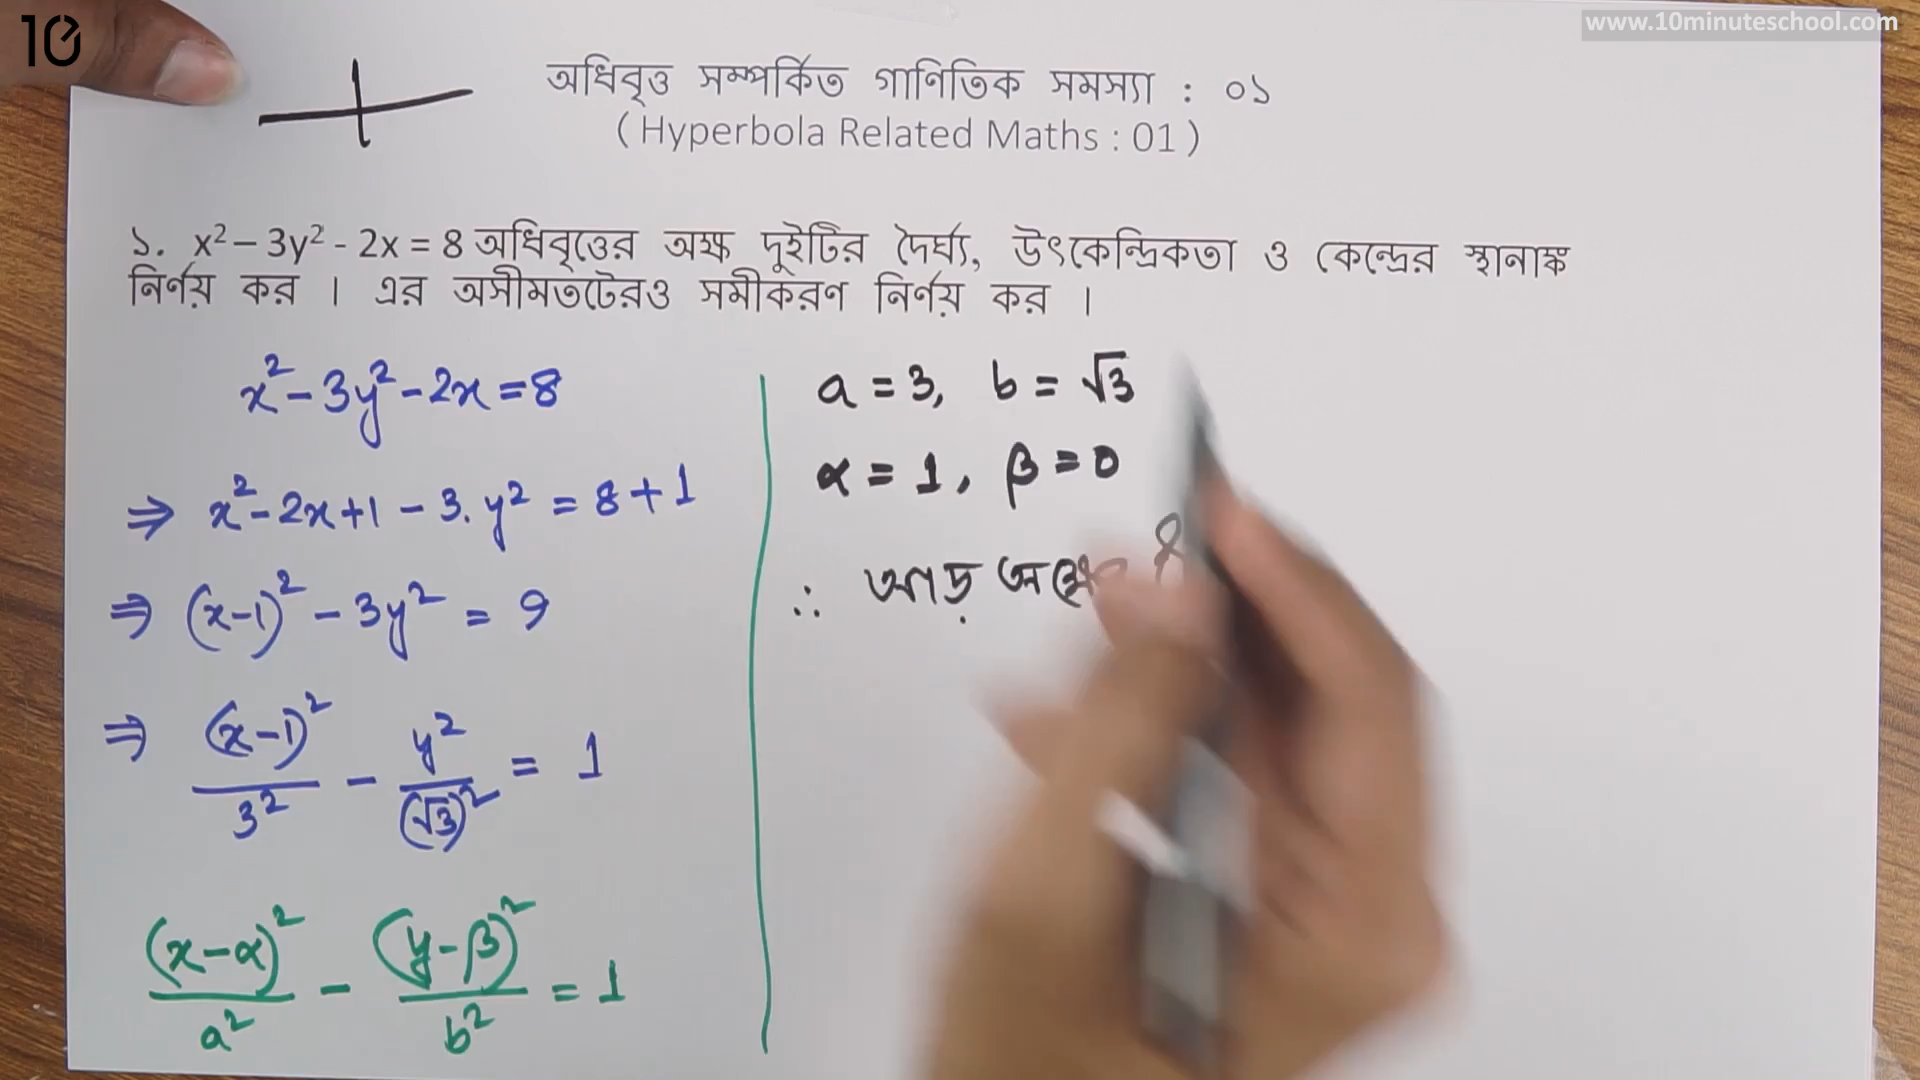 10
www.10minuteschool.com
অধিবৃত্ত সম্পর্কিত গাণিতিক সমস্যা : ০১
( Hyperbola Related Maths : 01 )
১. x² – 3y² - 2x = 8 অধিবৃত্তের অক্ষ দুইটির দৈর্ঘ্য, উৎকেন্দ্রিকতা ও কেন্দ্রের স্থানাঙ্ক
নির্ণয় কর । এর অসীমতটেরও সমীকরণ নির্ণয় কর ।
x² - 3y² - 2x = 8
⇒ x² - 2x + 1 - 3. y² = 8 + 1
⇒ (x-1)² - 3y² = 9
⇒ (x-1)²/3² - y²/(√3)² = 1
(x-α)²/a² - (y-β)²/b² = 1
a = 3, b = √3
α = 1, β = 0
∴ আড় অক্ষের